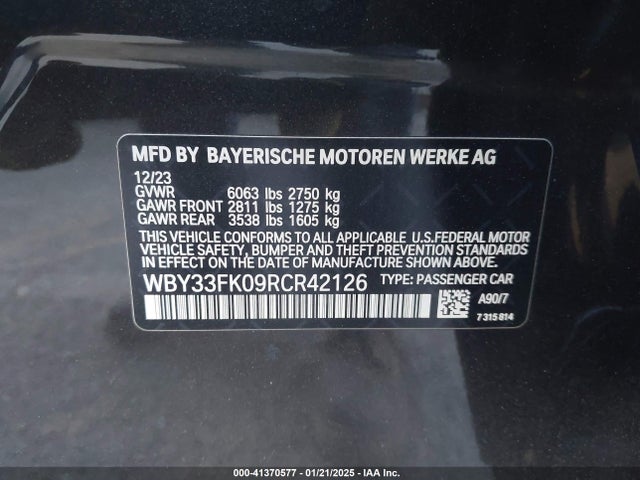 MFD BY BAYERISCHE MOTOREN WERKE AG
12/23
GVWR 6063 lbs 2750 kg
GAWR FRONT 2811 lbs 1275 kg
GAWR REAR 3538 lbs 1605 kg
THIS VEHICLE CONFORMS TO ALL APPLICABLE U.S.FEDERAL MOTOR
VEHICLE SAFETY, BUMPER, AND THEFT PREVENTION STANDARDS
IN EFFECT ON THE DATE OF MANUFACTURE SHOWN ABOVE.
WBY33FK09RCR42126 TYPE: PASSENGER CAR
A90/7
7315814
000-41370577 - 01/21/2025 - IAA Inc.